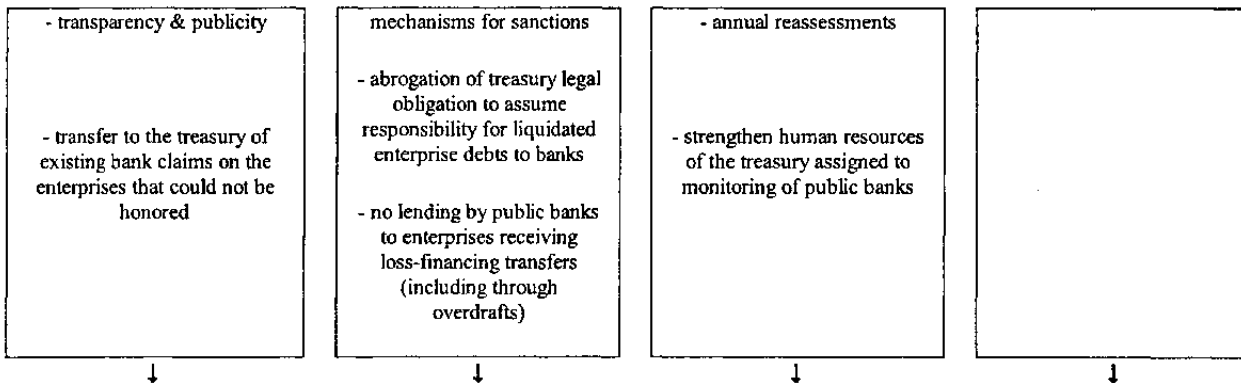 - transparency & publicity
- transfer to the treasury of
existing bank claims on the
enterprises that could not be
honored
mechanisms for sanctions
- abrogation of treasury legal
obligation to assume
responsibility for liquidated
enterprise debts to banks
- no lending by public banks
to enterprises receiving
loss-financing transfers
(including through
overdrafts)
- annual reassessments
- strengthen human resources
of the treasury assigned to
monitoring of public banks